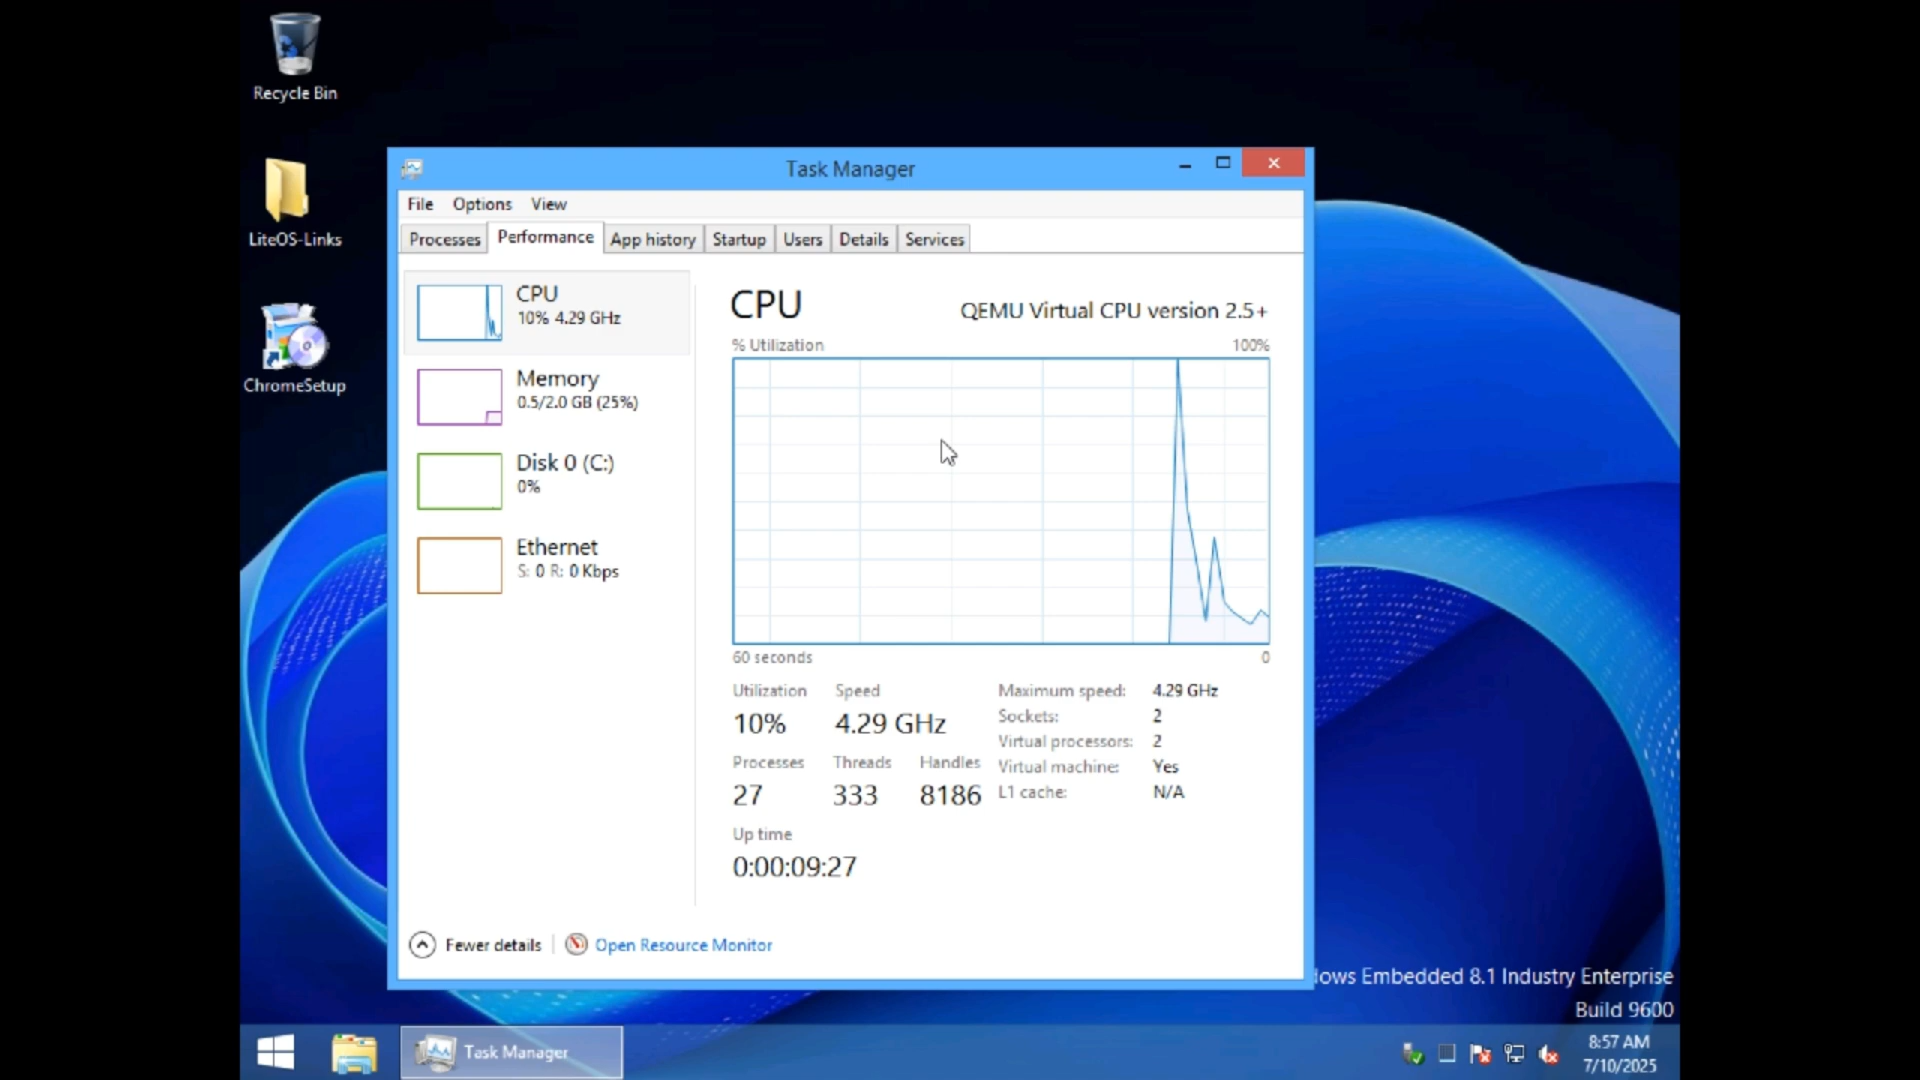 Recycle Bin
LiteOS-Links
ChromeSetup
Task Manager
File Options View
Processes Performance App history Startup Users Details Services
CPU
10% 4.29 GHz
Memory
0.5/2.0 GB (25%)
Disk 0 (C:)
0%
Ethernet
S: 0 R: 0 Kbps
CPU QEMU Virtual CPU version 2.5+
% Utilization 100%
60 seconds 0
Utilization Speed
10% 4.29 GHz
Processes Threads Handles
27 333 8186
Up time
0:00:09:27
Maximum speed: 4.29 GHz
Sockets: 2
Virtual processors: 2
Virtual machine: Yes
L1 cache: N/A
Fewer details Open Resource Monitor
Embedded 8.1 Industry Enterprise
Build 9600
Task Manager
8:57 AM
7/10/2025